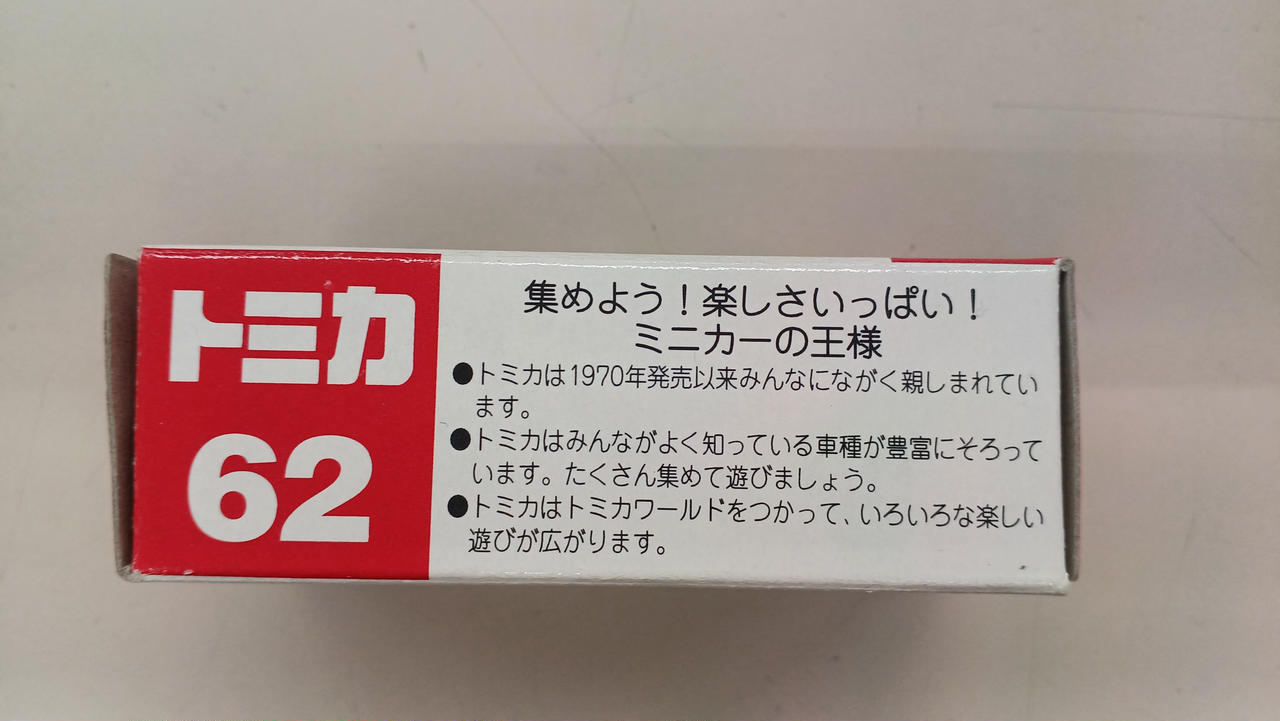 トミカ
62
集めよう！楽しさいっぱい！
ミニカーの王様
●トミカは1970年発売以来みんなにながく親しまれてい
ます。
●トミカはみんながよく知っている車種が豊富にそろって
います。たくさん集めて遊びましょう。
●トミカはトミカワールドをつかって、いろいろな楽しい
遊びが広がります。